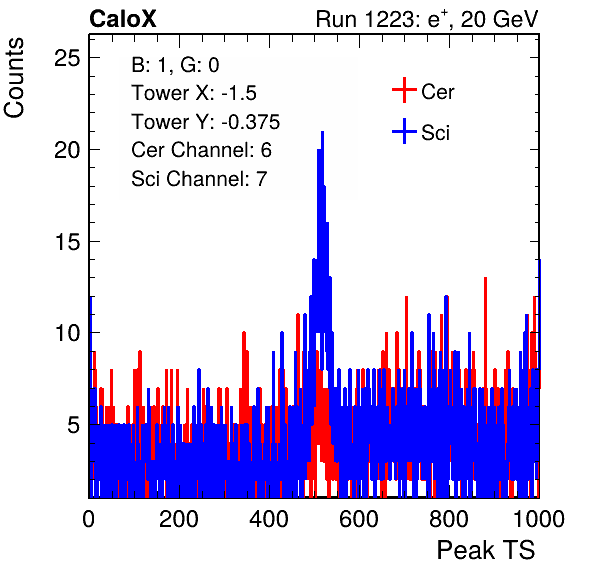 CaloX Run 1223: e⁺, 20 GeV
B: 1, G: 0
Tower X: -1.5
Tower Y: -0.375
Cer Channel: 6
Sci Channel: 7
Cer
Sci
Counts
25
20
15
10
5
0 200 400 600 800 1000
Peak TS